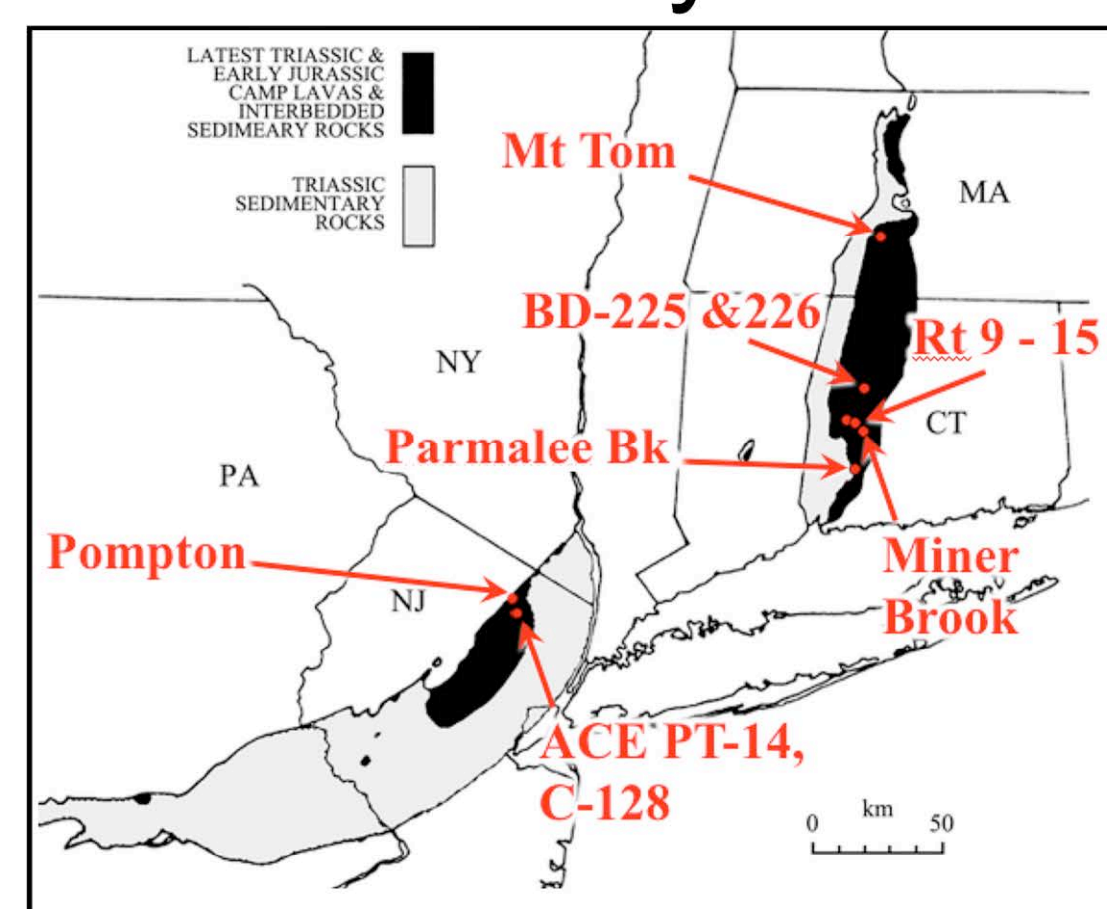 LATEST TRIASSIC &
EARLY JURASSIC
CAMP LAVAS &
INTERBEDDED
SEDIMEARY ROCKS
TRIASSIC
SEDIMENTARY
ROCKS
Mt Tom
MA
BD-225 &226
Rt 9 - 15
NY
CT
Parmalee Bk
PA
Pompton
NJ
Miner
Brook
ACE PT-14,
C-128
km
0 50